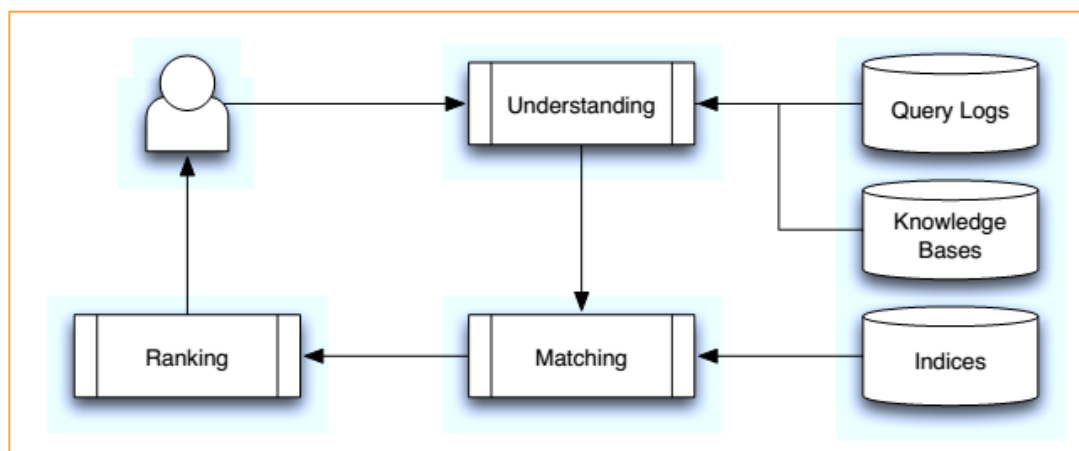 Understanding
Query Logs
Knowledge
Bases
Ranking
Matching
Indices